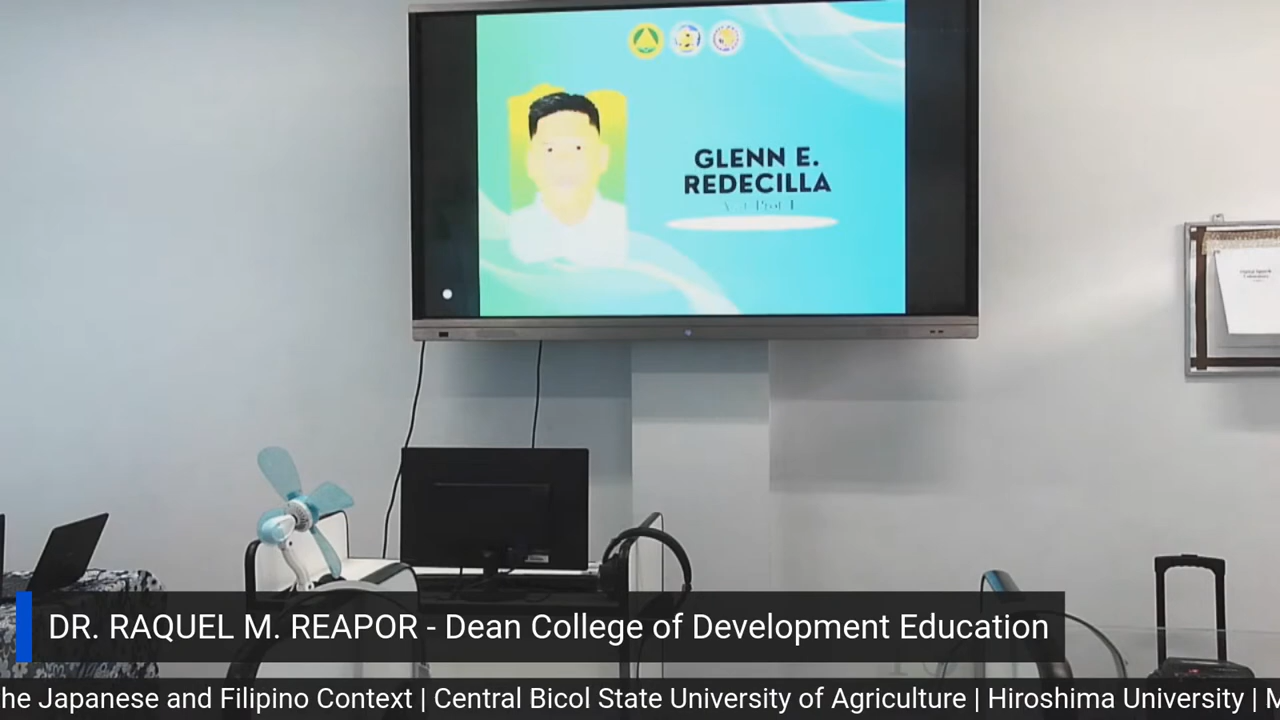 GLENN E.
REDECILLA
DR. RAQUEL M. REAPOR - Dean College of Development Education
he Japanese and Filipino Context | Central Bicol State University of Agriculture | Hiroshima University | M